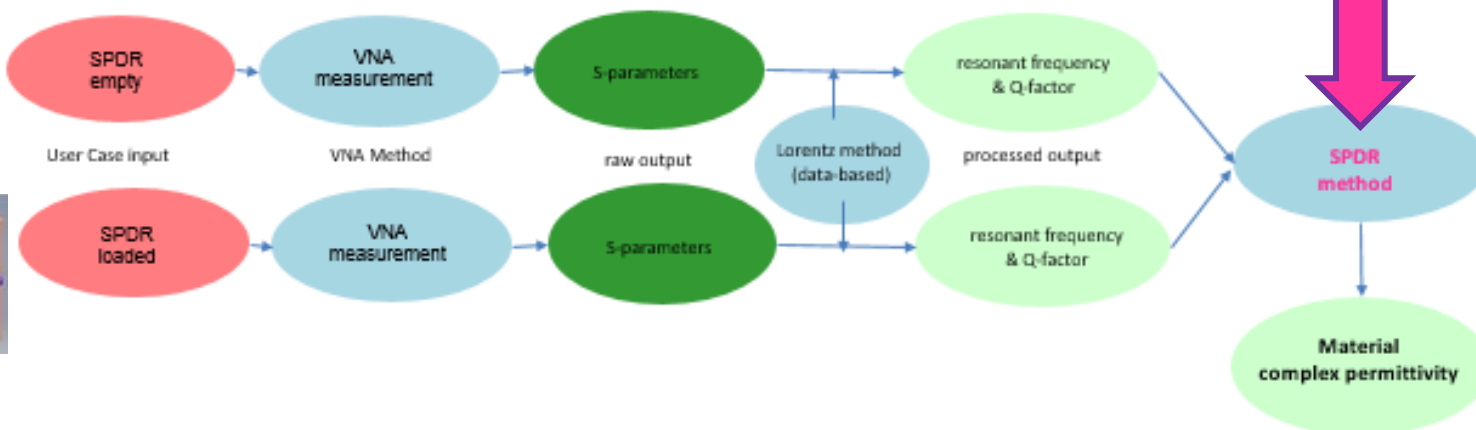 SPDR
empty
VNA
measurement
S-parameters
resonant frequency
& Q-factor
User Case input
VNA Method
raw output
Lorentz method
(data-based)
processed output
SPDR
method
SPDR
loaded
VNA
measurement
S-parameters
resonant frequency
& Q-factor
Material
complex permittivity